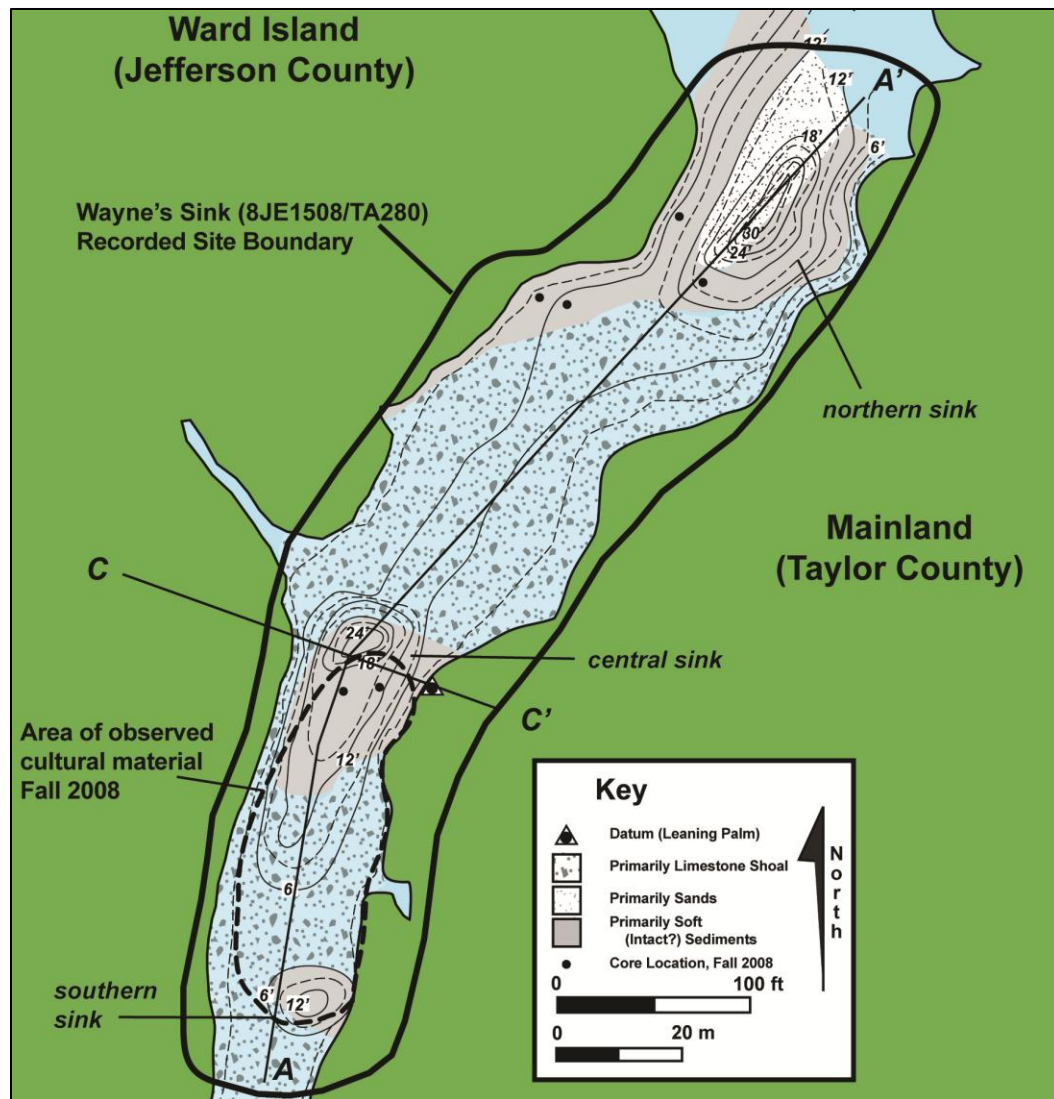 Ward Island
(Jefferson County)
12'
12'
A'
18'
6'
Wayne's Sink (8JE1508/TA280)
Recorded Site Boundary
30'
24'
northern sink
Mainland
(Taylor County)
C
24'
18'
central sink
C'
Area of observed
cultural material
Fall 2008
12'
6
southern
sink
6'
12'
A
Key
Datum (Leaning Palm)
Primarily Limestone Shoal
Primarily Sands
Primarily Soft
(Intact?) Sediments
Core Location, Fall 2008
0 100 ft
0 20 m
North